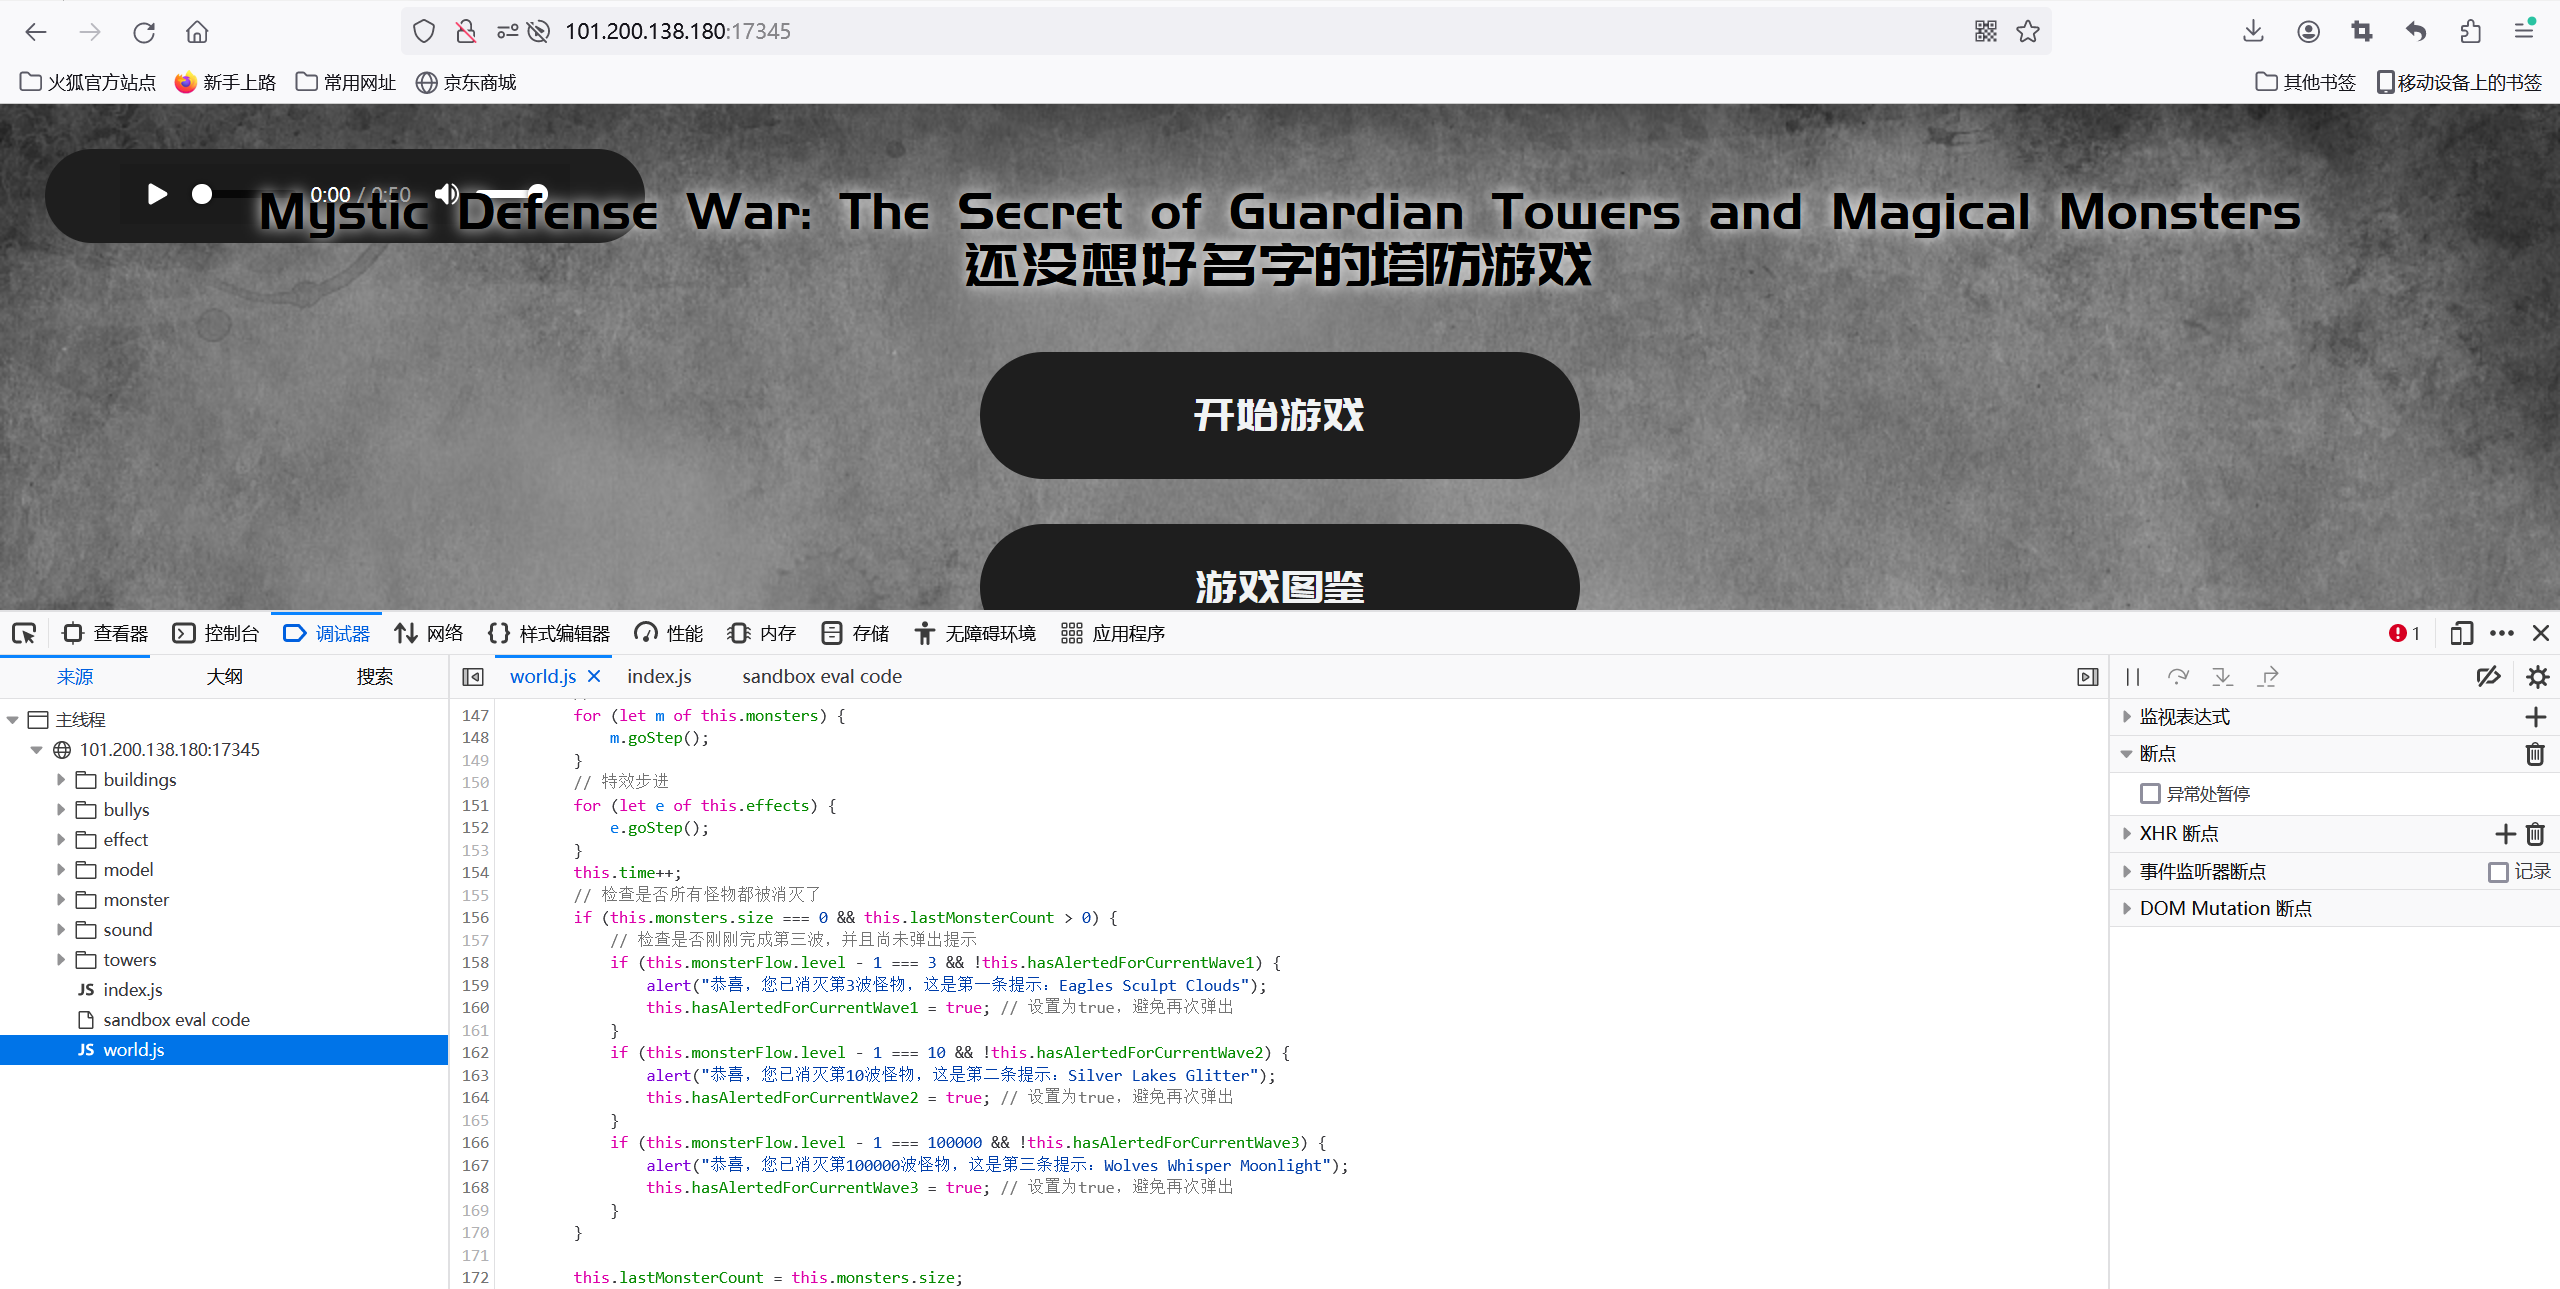 101.200.138.180:17345
火狐官方站点 新手上路 常用网址 京东商城 其他书签 移动设备上的书签
0:00 / 0:50
Mystic Defense War: The Secret of Guardian Towers and Magical Monsters
还没想好名字的塔防游戏
开始游戏
游戏图鉴
查看器 控制台 调试器 网络 样式编辑器 性能 内存 存储 无障碍环境 应用程序 1
来源 大纲 搜索
world.js index.js sandbox eval code
主线程
101.200.138.180:17345
buildings
bullys
effect
model
monster
sound
towers
JS index.js
sandbox eval code
JS world.js
147 for (let m of this.monsters) {
148 m.goStep();
149 }
150 // 特效步进
151 for (let e of this.effects) {
152 e.goStep();
153 }
154 this.time++;
155 // 检查是否所有怪物都被消灭了
156 if (this.monsters.size === 0 && this.lastMonsterCount > 0) {
157 // 检查是否刚刚完成第三波，并且尚未弹出提示
158 if (this.monsterFlow.level - 1 === 3 && !this.hasAlertedForCurrentWave1) {
159 alert("恭喜，您已消灭第3波怪物，这是第一条提示：Eagles Sculpt Clouds");
160 this.hasAlertedForCurrentWave1 = true; // 设置为true，避免再次弹出
161 }
162 if (this.monsterFlow.level - 1 === 10 && !this.hasAlertedForCurrentWave2) {
163 alert("恭喜，您已消灭第10波怪物，这是第二条提示：Silver Lakes Glitter");
164 this.hasAlertedForCurrentWave2 = true; // 设置为true，避免再次弹出
165 }
166 if (this.monsterFlow.level - 1 === 100000 && !this.hasAlertedForCurrentWave3) {
167 alert("恭喜，您已消灭第100000波怪物，这是第三条提示：Wolves Whisper Moonlight");
168 this.hasAlertedForCurrentWave3 = true; // 设置为true，避免再次弹出
169 }
170 }
171
172 this.lastMonsterCount = this.monsters.size;
监视表达式
断点
异常处暂停
XHR 断点
事件监听器断点 记录
DOM Mutation 断点